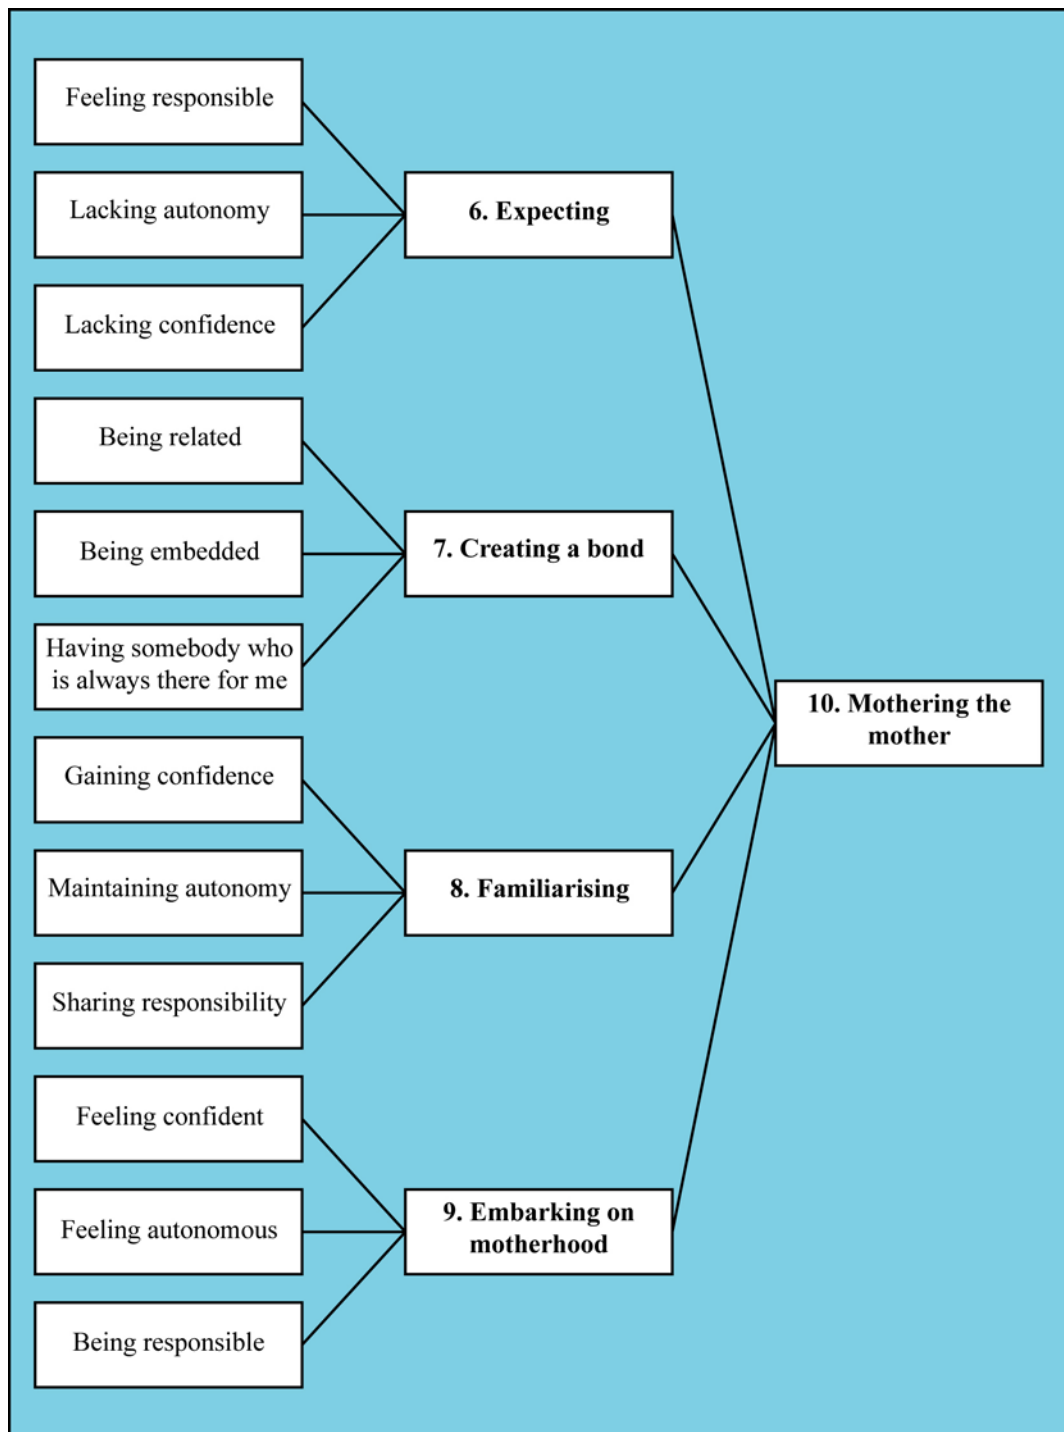 Feeling responsible
Lacking autonomy
6. Expecting
Lacking confidence
Being related
Being embedded
7. Creating a bond
Having somebody who
is always there for me
10. Mothering the
mother
Gaining confidence
Maintaining autonomy
8. Familiarising
Sharing responsibility
Feeling confident
Feeling autonomous
9. Embarking on
motherhood
Being responsible